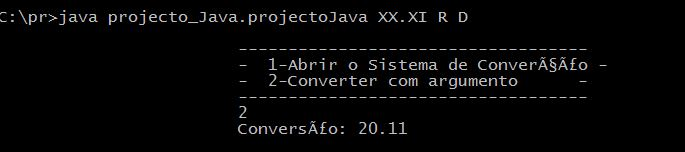 C:\pr>java projecto_Java.projectoJava XX.XI R D
-----------------------------------
-  1-Abrir o Sistema de ConverÃ§Ãfo -
-  2-Converter com argumento      -
-----------------------------------
2
ConversÃfo: 20.11